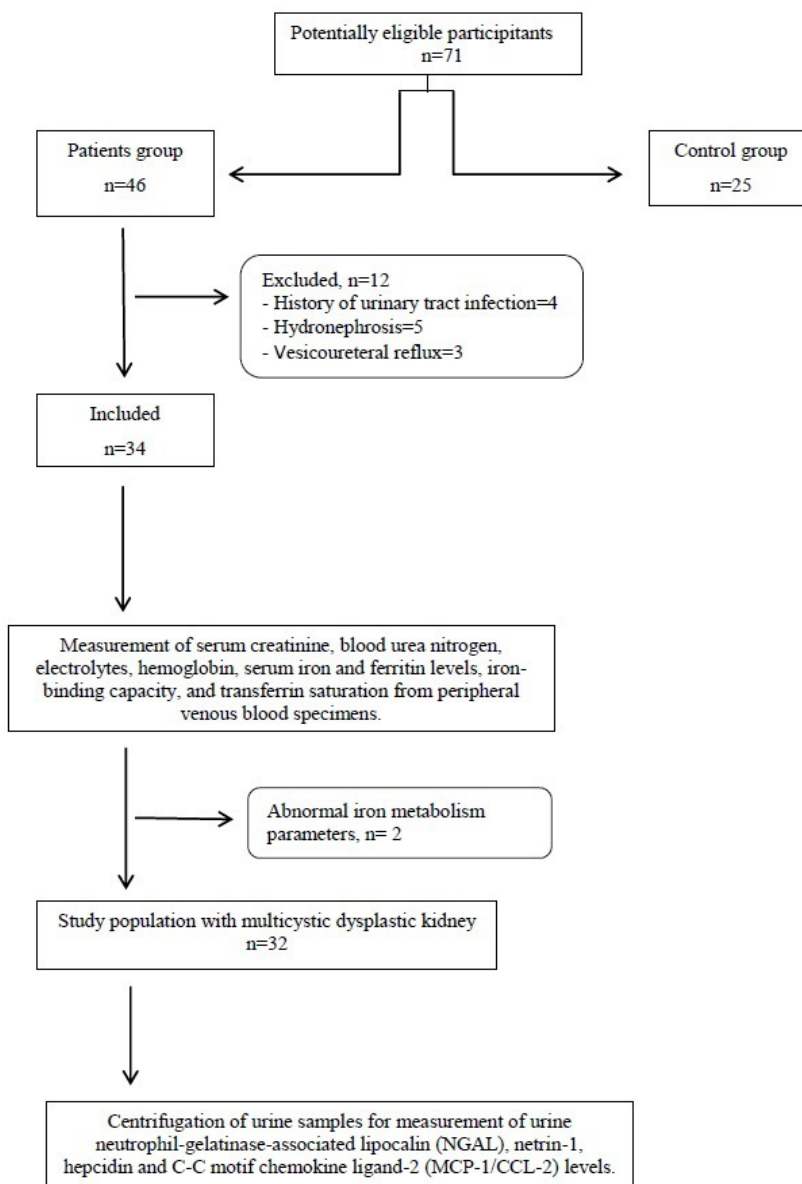 Potentially eligible participitants
n=71
Patients group
n=46
Control group
n=25
Excluded, n=12
- History of urinary tract infection=4
- Hydronephrosis=5
- Vesicoureteral reflux=3
Included
n=34
Measurement of serum creatinine, blood urea nitrogen,
electrolytes, hemoglobin, serum iron and ferritin levels, iron-
binding capacity, and transferrin saturation from peripheral
venous blood specimens.
Abnormal iron metabolism
parameters, n= 2
Study population with multicystic dysplastic kidney
n=32
Centrifugation of urine samples for measurement of urine
neutrophil-gelatinase-associated lipocalin (NGAL), netrin-1,
hepcidin and C-C motif chemokine ligand-2 (MCP-1/CCL-2) levels.